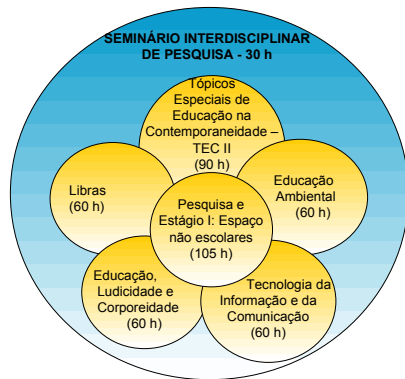 SEMINÁRIO INTERDISCIPLINAR
DE PESQUISA - 30 h
Tópicos
Especiais de
Educação na
Contemporaneidade –
TEC II
(90 h)
Libras
(60 h)
Educação
Ambiental
(60 h)
Pesquisa e
Estágio I: Espaço
não escolares
(105 h)
Educação,
Ludicidade e
Corporeidade
(60 h)
Tecnologia da
Informação e da
Comunicação
(60 h)